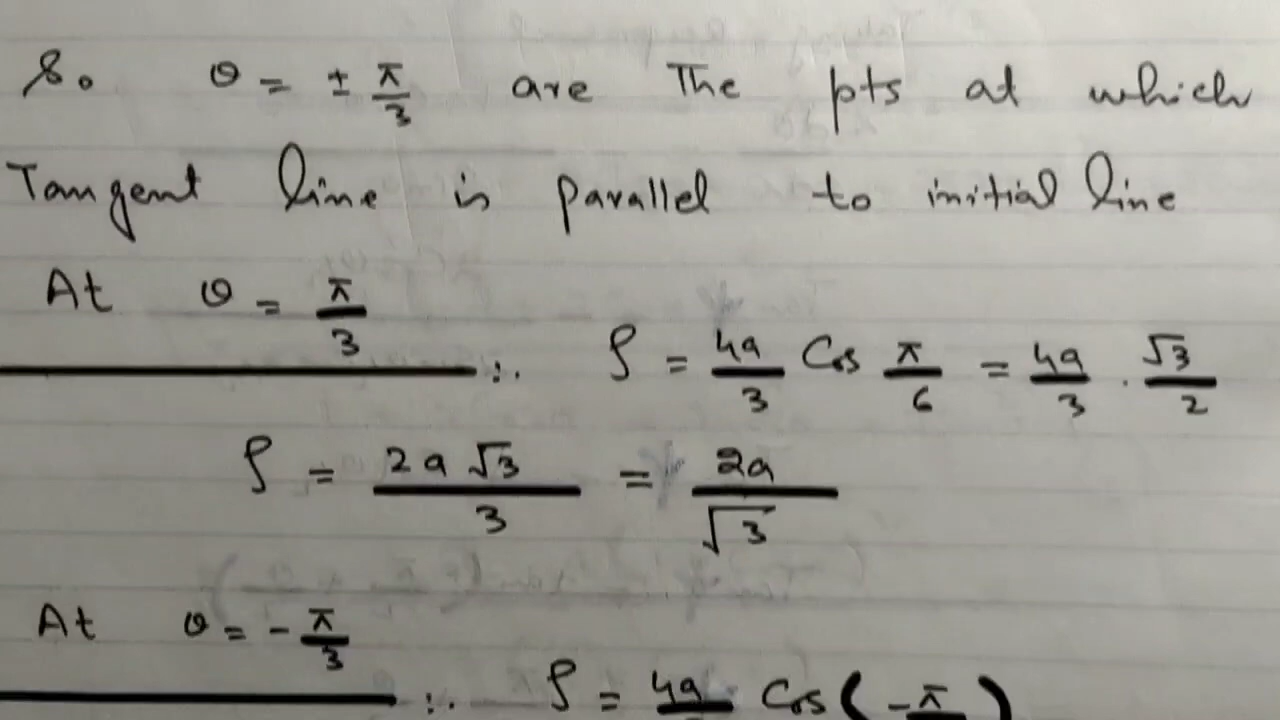 So θ = ± π/3 are The pts at which
Tangent line is parallel to initial line
At θ = π/3
∴ ρ = 4a/3 Cos π/6 = 4a/3 . √3/2
ρ = 2a√3/3 = 2a/√3
At θ = - π/3
∴ ρ = 4a Cos (-π